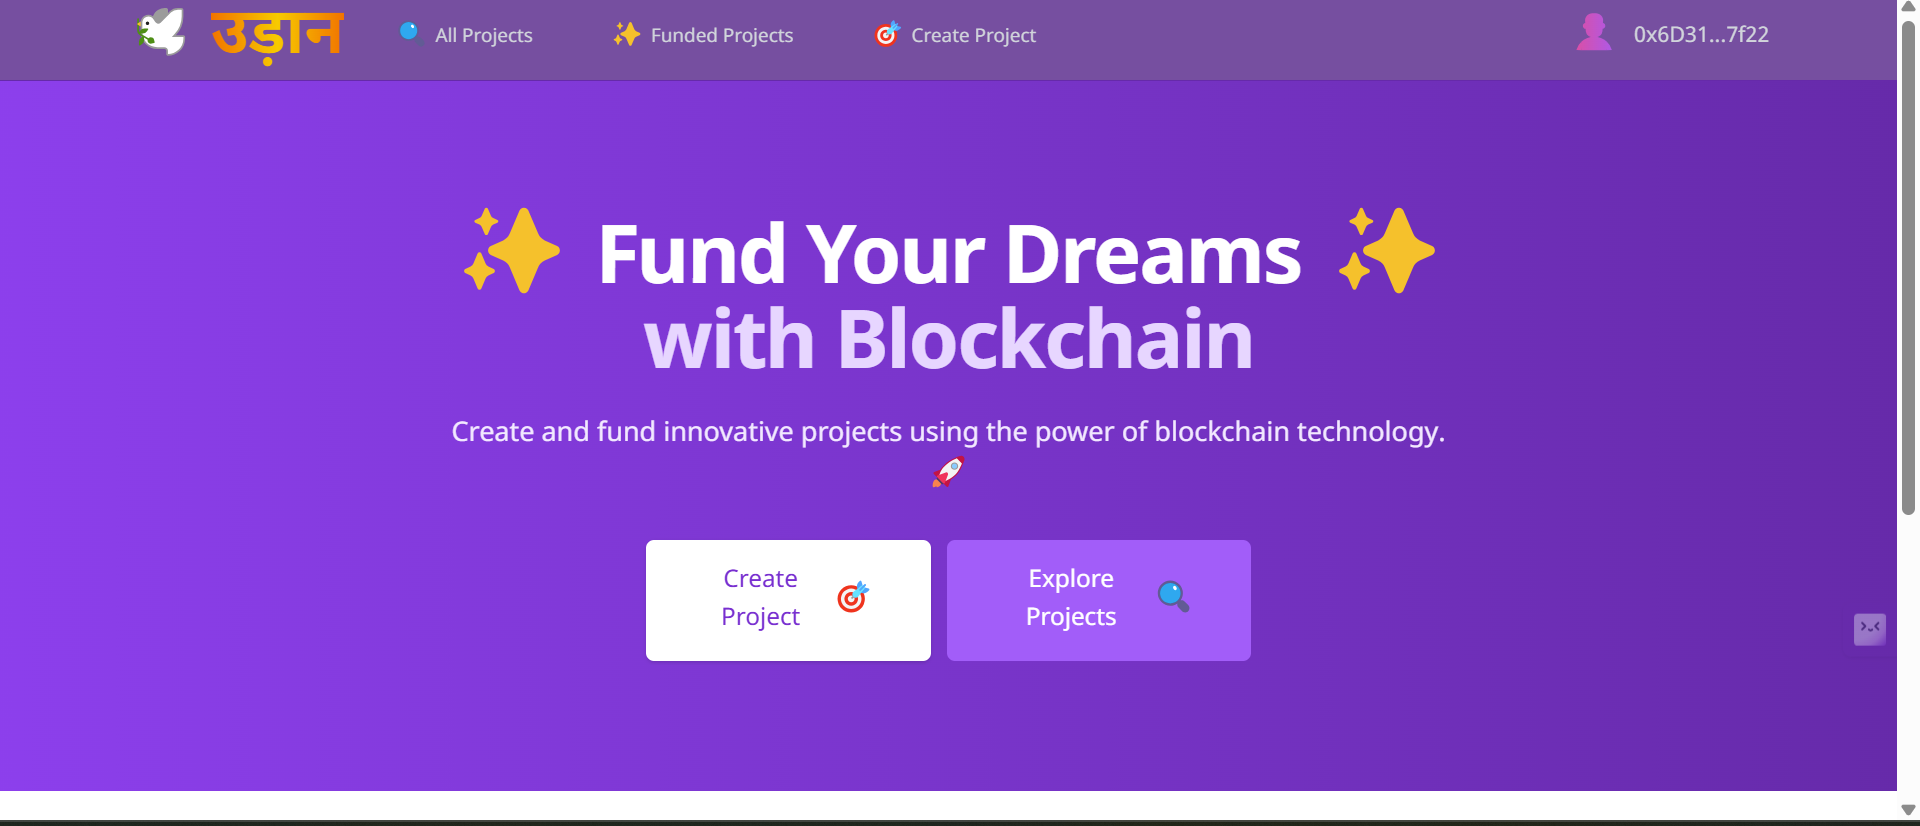 उड़ान
All Projects
Funded Projects
Create Project
0x6D31...7f22
Fund Your Dreams
with Blockchain
Create and fund innovative projects using the power of blockchain technology.
Create
Project
Explore
Projects